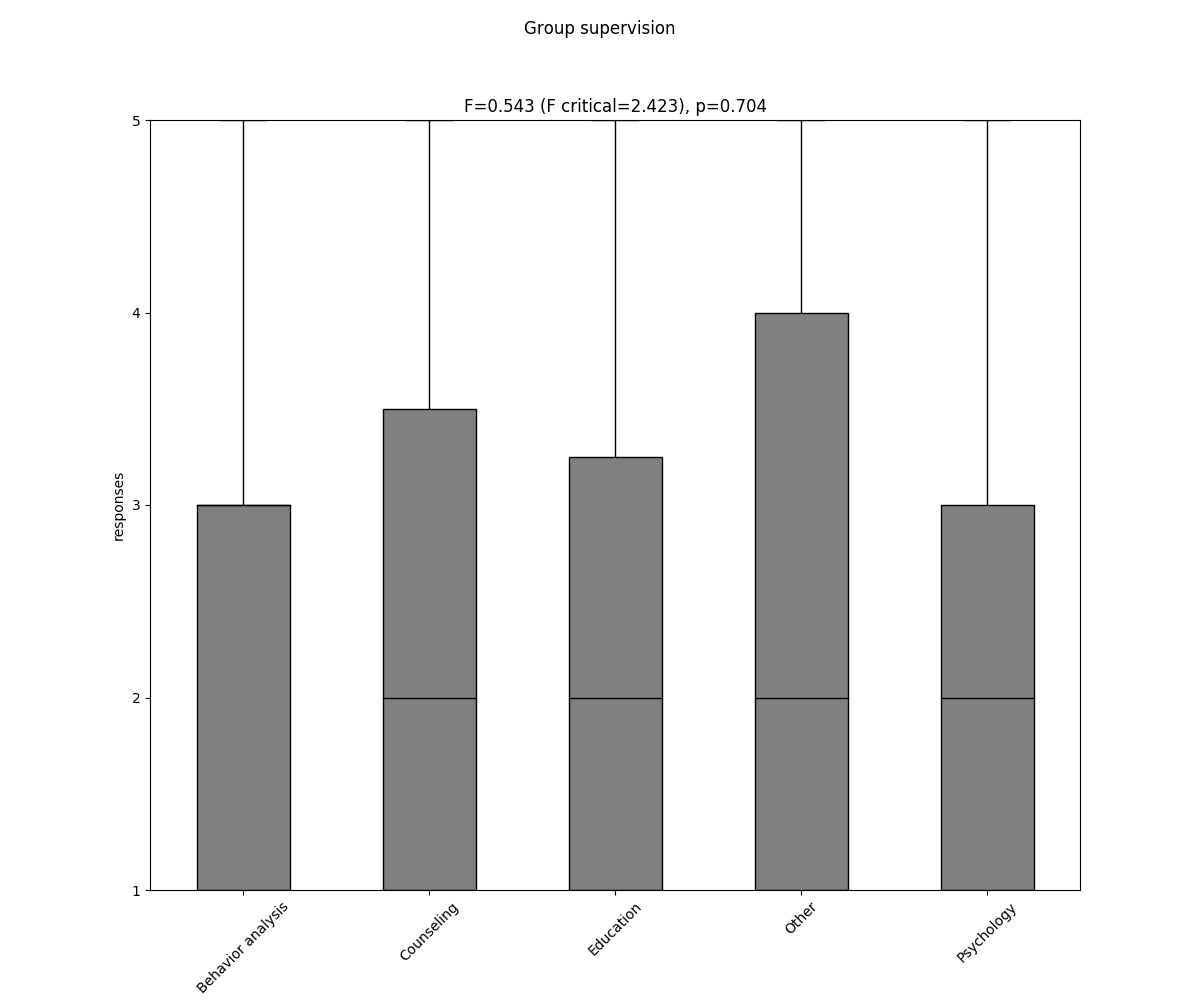 Group supervision
F=0.543 (F critical=2.423), p=0.704
5
4
3
2
1
responses
Behavior analysis
Counseling
Education
Other
Psychology